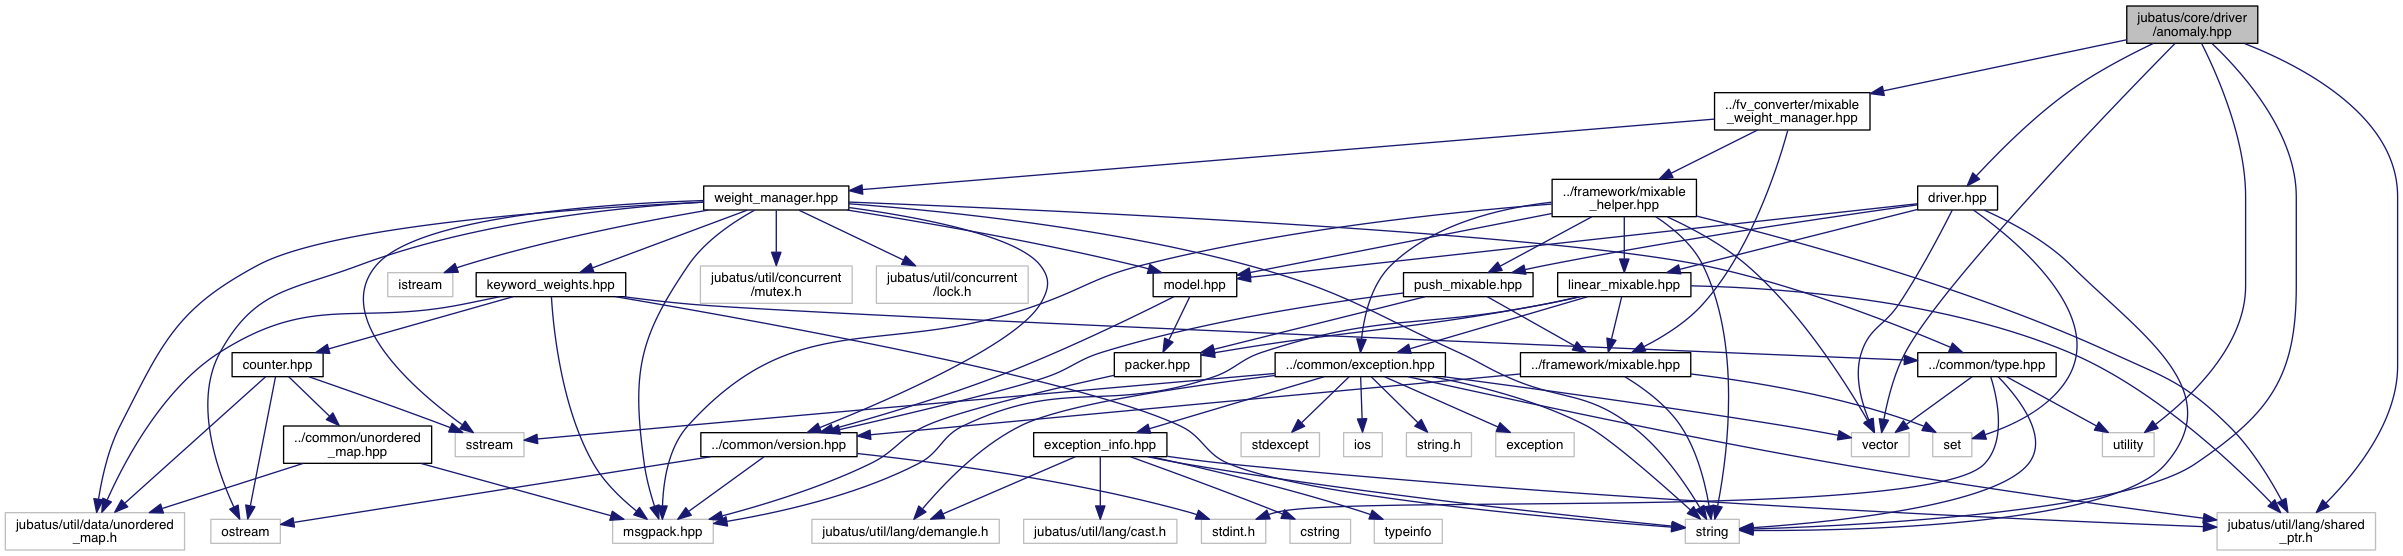 jubatus/core/driver
/anomaly.hpp
../fv_converter/mixable
_weight_manager.hpp
weight_manager.hpp
../framework/mixable
_helper.hpp
driver.hpp
istream
keyword_weights.hpp
jubatus/util/concurrent
/mutex.h
jubatus/util/concurrent
/lock.h
model.hpp
push_mixable.hpp
linear_mixable.hpp
counter.hpp
packer.hpp
../common/exception.hpp
../framework/mixable.hpp
../common/type.hpp
../common/unordered
_map.hpp
sstream
../common/version.hpp
exception_info.hpp
stdexcept
ios
string.h
exception
vector
set
utility
jubatus/util/data/unordered
_map.h
ostream
msgpack.hpp
jubatus/util/lang/demangle.h
jubatus/util/lang/cast.h
stdint.h
cstring
typeinfo
string
jubatus/util/lang/shared
_ptr.h